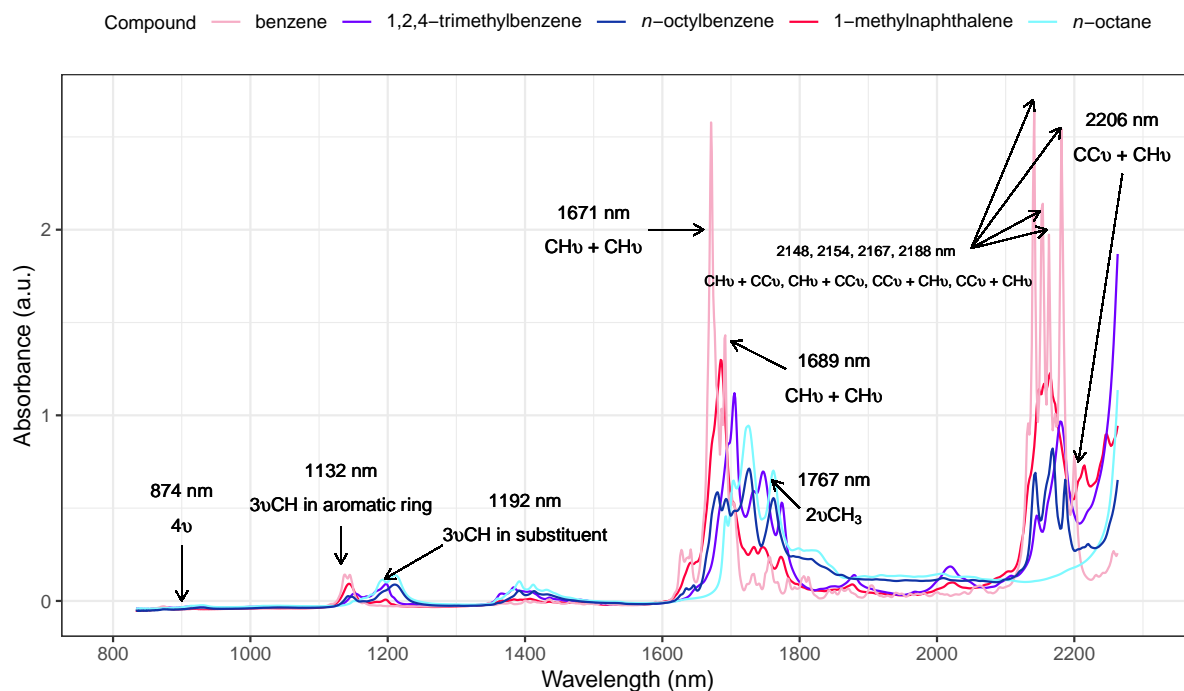 Compound benzene 1,2,4−trimethylbenzene n−octylbenzene 1−methylnaphthalene n−octane
2206 nm
CCυ + CHυ
1671 nm
CHυ + CHυ
2148, 2154, 2167, 2188 nm
CHυ + CCυ, CHυ + CCυ, CCυ + CHυ, CCυ + CHυ
1689 nm
CHυ + CHυ
1132 nm
3υCH in aromatic ring
874 nm
4υ
1192 nm
3υCH in substituent
1767 nm
2υCH₃
Absorbance (a.u.)
2
1
0
800 1000 1200 1400 1600 1800 2000 2200
Wavelength (nm)